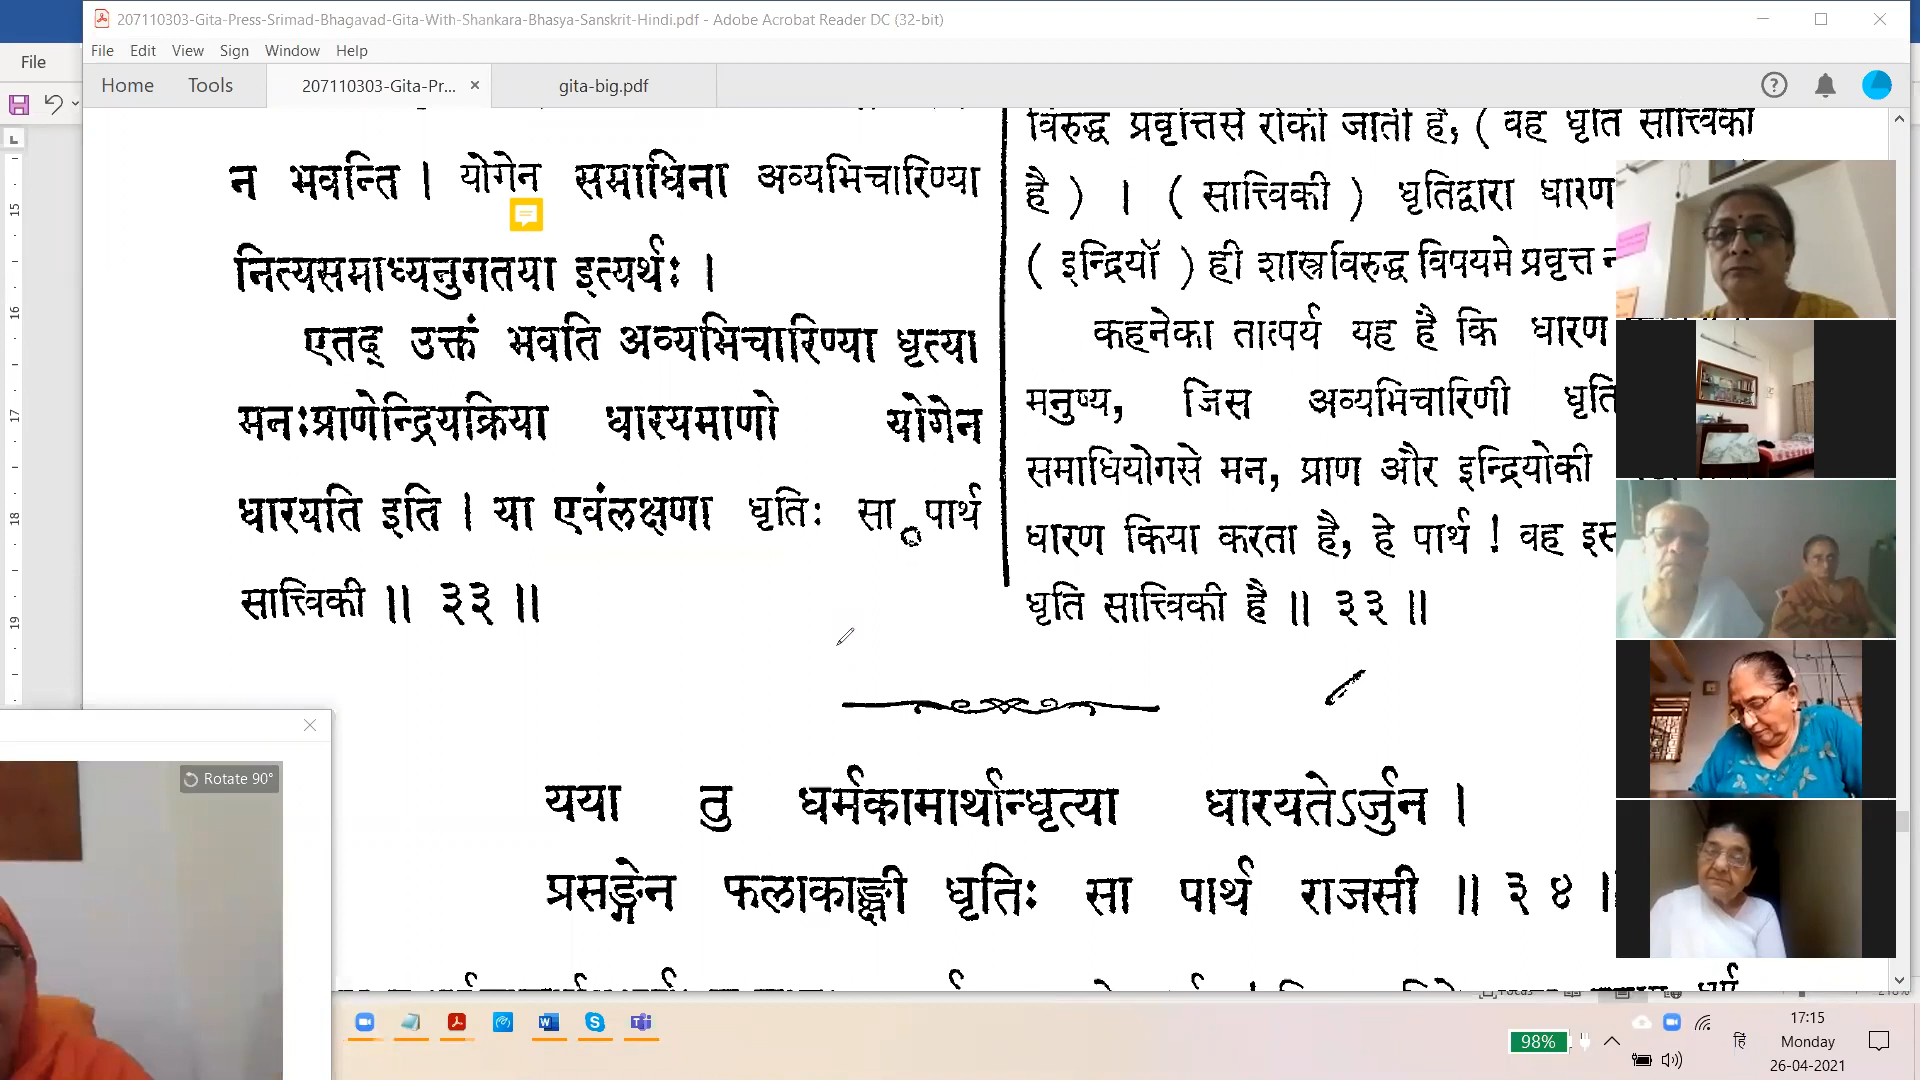 207110303-Gita-Press-Srimad-Bhagavad-Gita-With-Shankara-Bhasya-Sanskrit-Hindi.pdf - Adobe Acrobat Reader DC (32-bit)
File
File Edit View Sign Window Help
Home Tools 207110303-Gita-Pr... × gita-big.pdf
न भवन्ति । योगेन समाधिना अव्यभिचारिण्या
नित्यसमाध्यनुगतया इत्यर्थः ।
एतद् उक्तं भवति अव्यभिचारिण्या धृत्या
मनःप्राणेन्द्रियक्रिया धारयमाणो योगेन
धारयति इति । या एवंलक्षणा धृतिः सा पार्थ
सात्त्विकी ॥ ३३ ॥
विरुद्ध प्रवृत्तिसे रोकी जाती है, ( वह धृति सात्त्विकी
है ) । ( सात्त्विकी ) धृतिद्वारा धारण
( इन्द्रियाँ ) ही शास्त्रविरुद्ध विषयमे प्रवृत्त
कहनेका तात्पर्य यह है कि धारण
मनुष्य, जिस अव्यभिचारिणी
समाधियोगसे मन, प्राण और इन्द्रियोकी
धारण किया करता है, हे पार्थ ! वह
धृति सात्त्विकी है ॥ ३३ ॥
यया तु धर्मकामार्थान्धृत्या धारयतेऽर्जुन ।
प्रसङ्गेन फलाकाङ्क्षी धृतिः सा पार्थ राजसी ॥ ३४ ॥
15
16
17
18
19
Rotate 90°
98%
हिं
17:15
Monday
26-04-2021